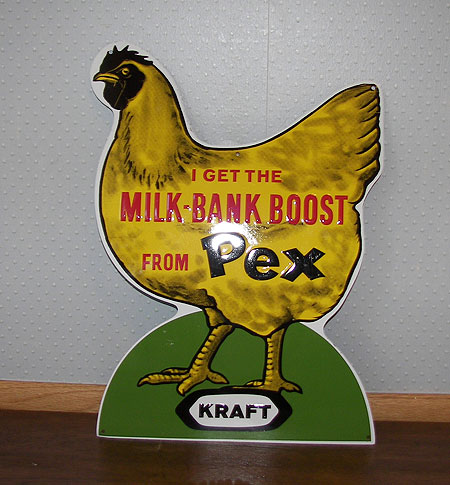 I GET THE
MILK-BANK BOOST
FROM Pex
KRAFT